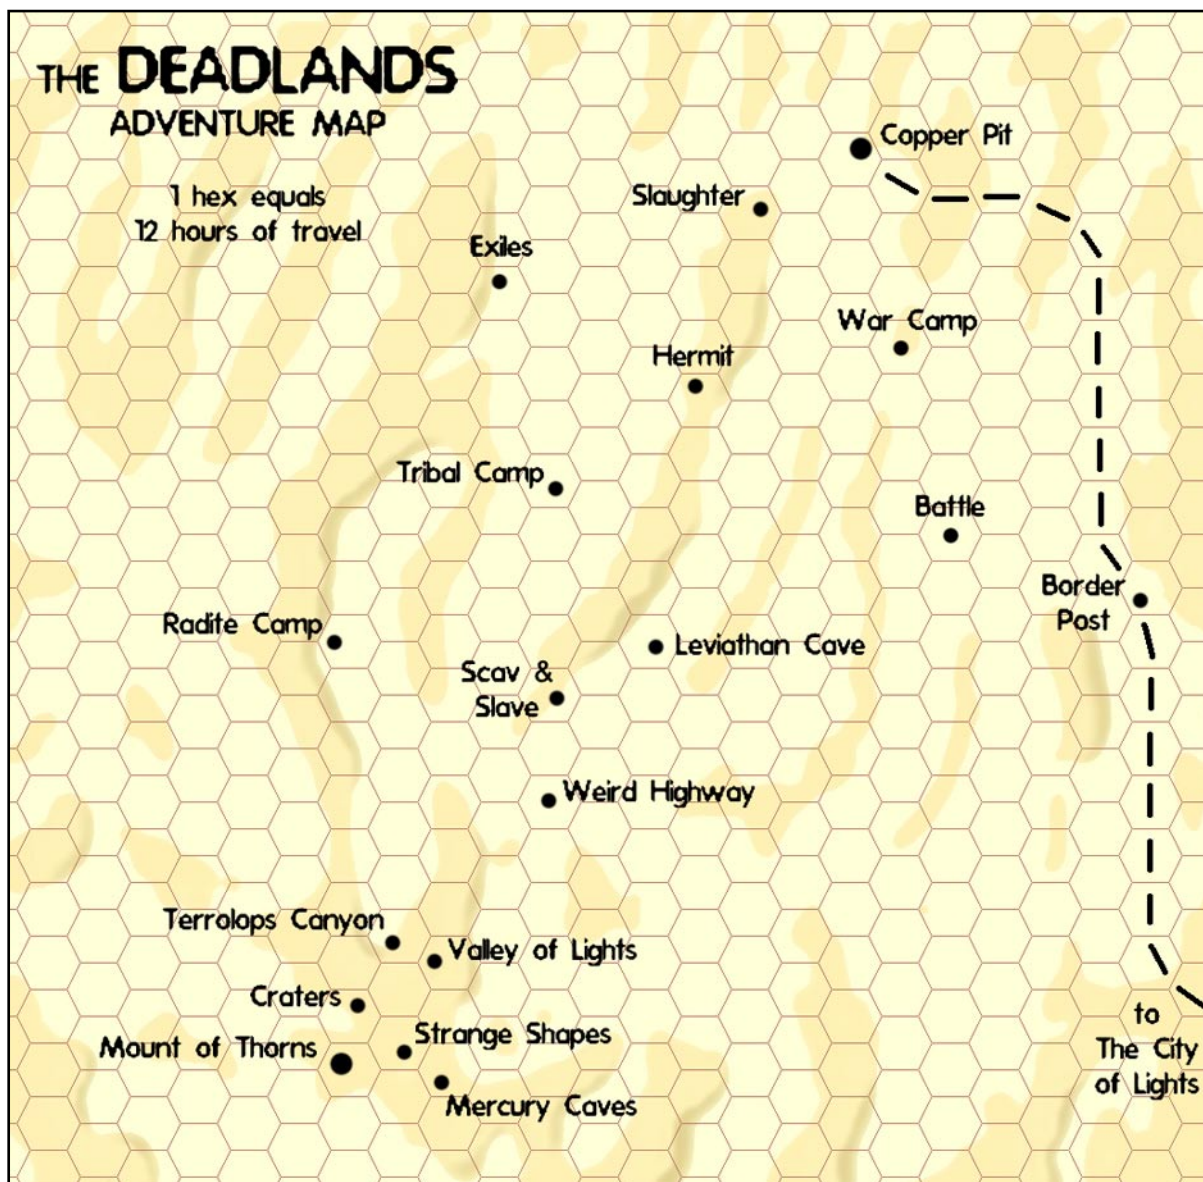 THE DEADLANDS
ADVENTURE MAP
1 hex equals
12 hours of travel
Copper Pit
Slaughter
Exiles
War Camp
Hermit
Tribal Camp
Battle
Border
Post
Radite Camp
Leviathan Cave
Scav &
Slave
Weird Highway
Terrolops Canyon
Valley of Lights
Craters
Strange Shapes
Mount of Thorns
Mercury Caves
to
The City
of Lights